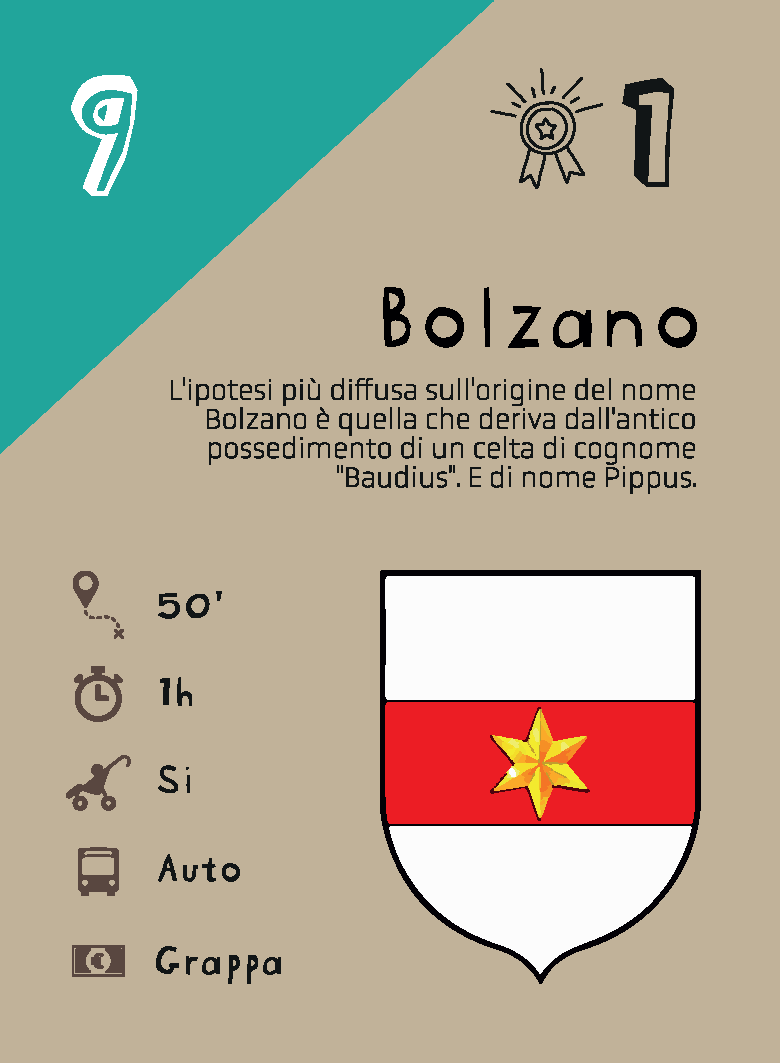 9
1
Bolzano
L'ipotesi più diffusa sull'origine del nome
Bolzano è quella che deriva dall'antico
possedimento di un celta di cognome
"Baudius". E di nome Pippus.
50'
1h
Si
Auto
Grappa